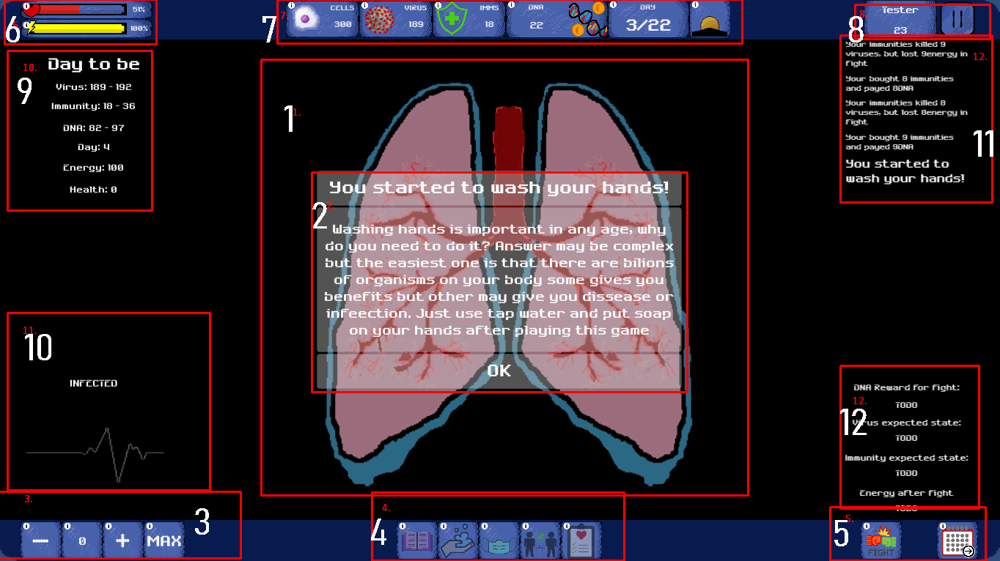 51%
6
100%
7.
7
CELLS
300
VIRUS
189
IMMS
18
DNA
22
DAY
3/22
8.
8
Tester
23
10.
9
Day to be
Virus: 189 - 192
Immunity: 18 - 36
DNA: 82 - 97
Day: 4
Energy: 100
Health: 0
1
1.
2
2.
You started to wash your hands!
Washing hands is important in any age, why
do you need to do it? Answer may be complex
but the easiest one is that there are bilions
of organisms on your body some gives you
benefits but other may give you dissease or
infeection. Just use tap water and put soap
on your hands after playing this game
OK
12.
11
Your immunities killed 9
viruses, but lost 9energy in
fight
Your bought 8 immunities
and payed 8DNA
Your immunities killed 8
viruses, but lost 8energy in
fight
Your bought 9 immunities
and payed 9DNA
You started to
wash your hands!
11.
10
INFECTED
12.
12
DNA Reward for fight:
TODO
Virus expected state:
TODO
Immunity expected state:
TODO
Energy after fight
TODO
3.
3
0
+
MAX
4.
4
5.
5
FIGHT